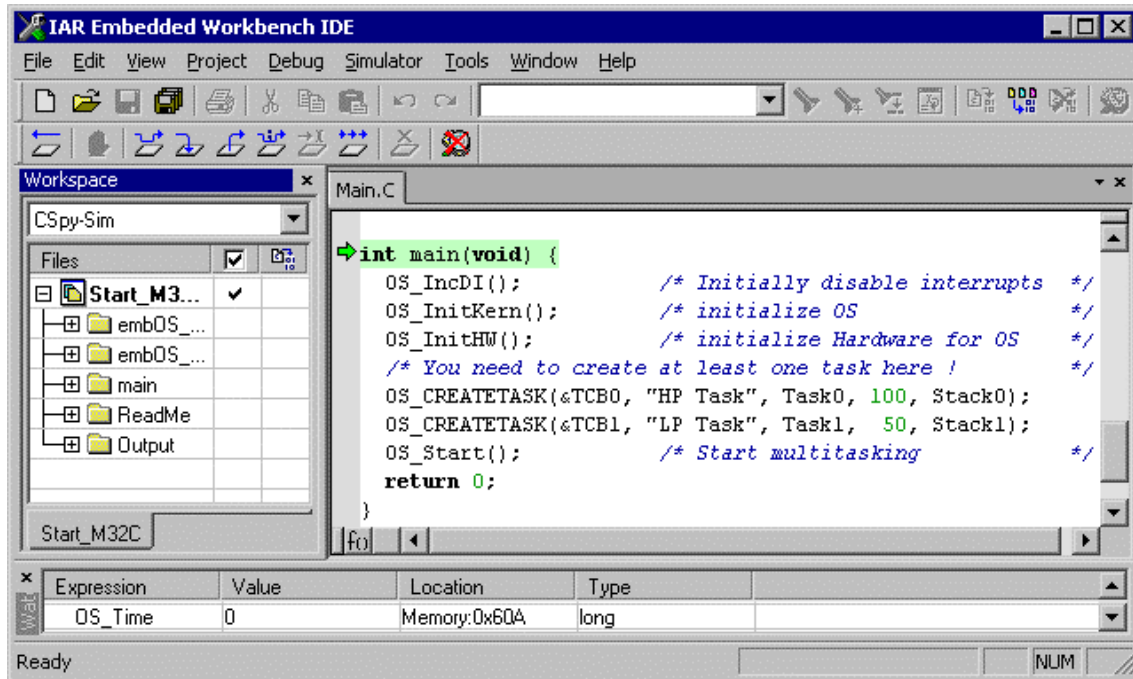 IAR Embedded Workbench IDE
File Edit View Project Debug Simulator Tools Window Help
Workspace
CSpy-Sim
Files
Start_M3...
embOS_...
embOS_...
main
ReadMe
Output
Start_M32C
Main.C
int main(void) {
OS_IncDI(); /* Initially disable interrupts */
OS_InitKern(); /* initialize OS */
OS_InitHW(); /* initialize Hardware for OS */
/* You need to create at least one task here ! */
OS_CREATETASK(&TCB0, "HP Task", Task0, 100, Stack0);
OS_CREATETASK(&TCB1, "LP Task", Task1, 50, Stack1);
OS_Start(); /* Start multitasking */
return 0;
}
fo
Expression Value Location Type
OS_Time 0 Memory:0x60A long
Wat
Ready NUM